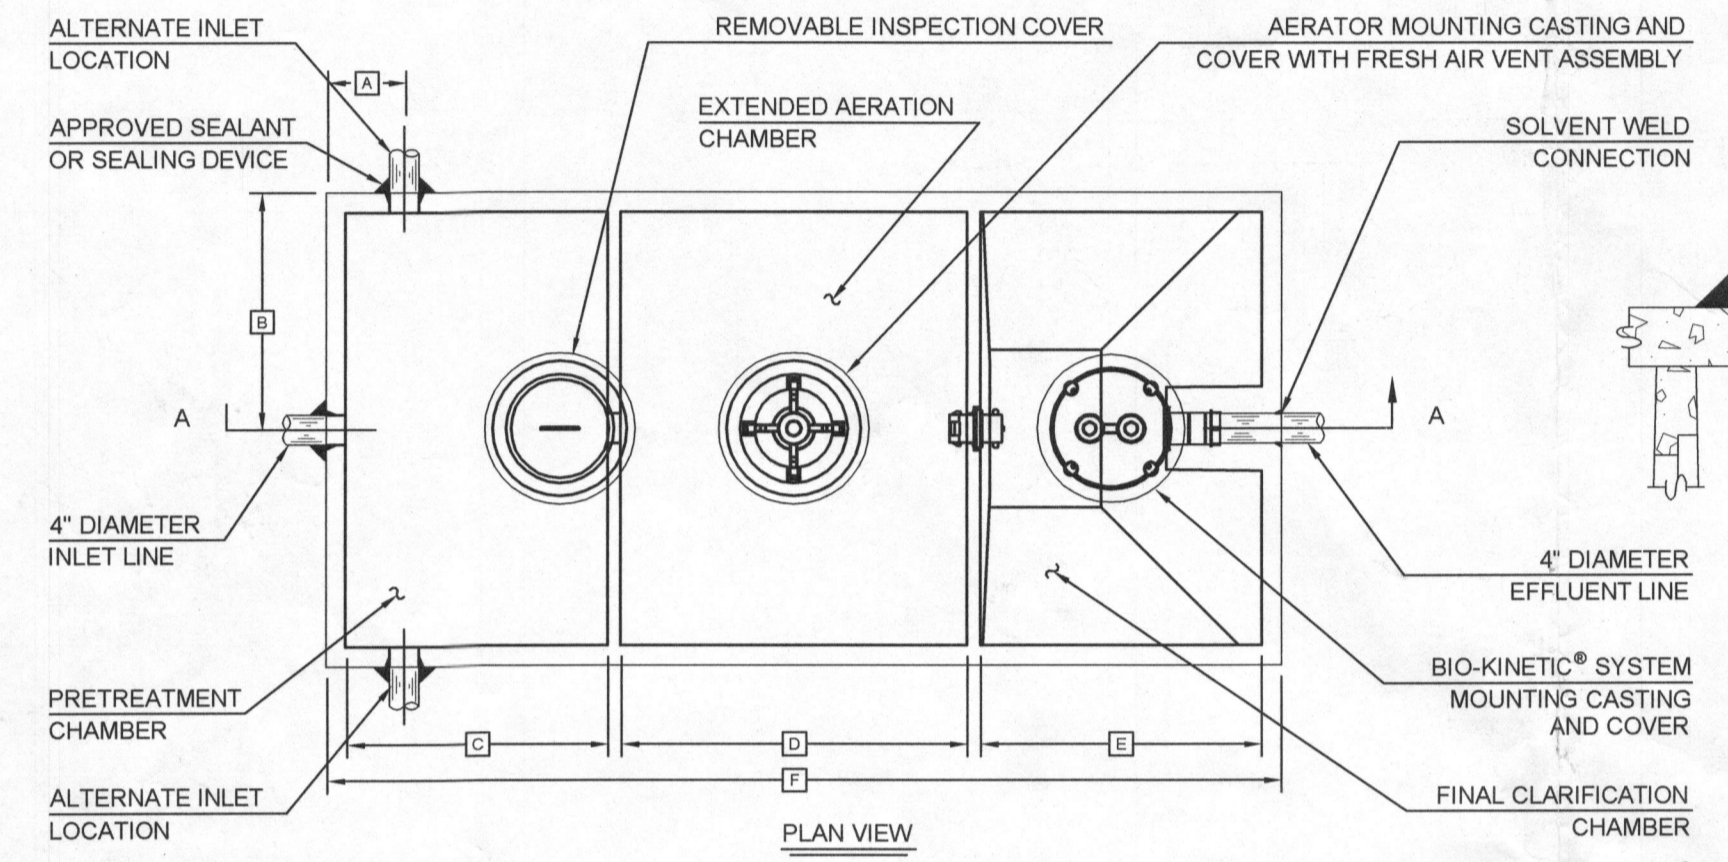 ALTERNATE INLET
LOCATION
REMOVABLE INSPECTION COVER
AERATOR MOUNTING CASTING AND
COVER WITH FRESH AIR VENT ASSEMBLY
A
EXTENDED AERATION
CHAMBER
APPROVED SEALANT
OR SEALING DEVICE
SOLVENT WELD
CONNECTION
B
A
A
4" DIAMETER
INLET LINE
4" DIAMETER
EFFLUENT LINE
PRETREATMENT
CHAMBER
BIO-KINETIC® SYSTEM
MOUNTING CASTING
AND COVER
C
D
E
F
ALTERNATE INLET
LOCATION
FINAL CLARIFICATION
CHAMBER
PLAN VIEW